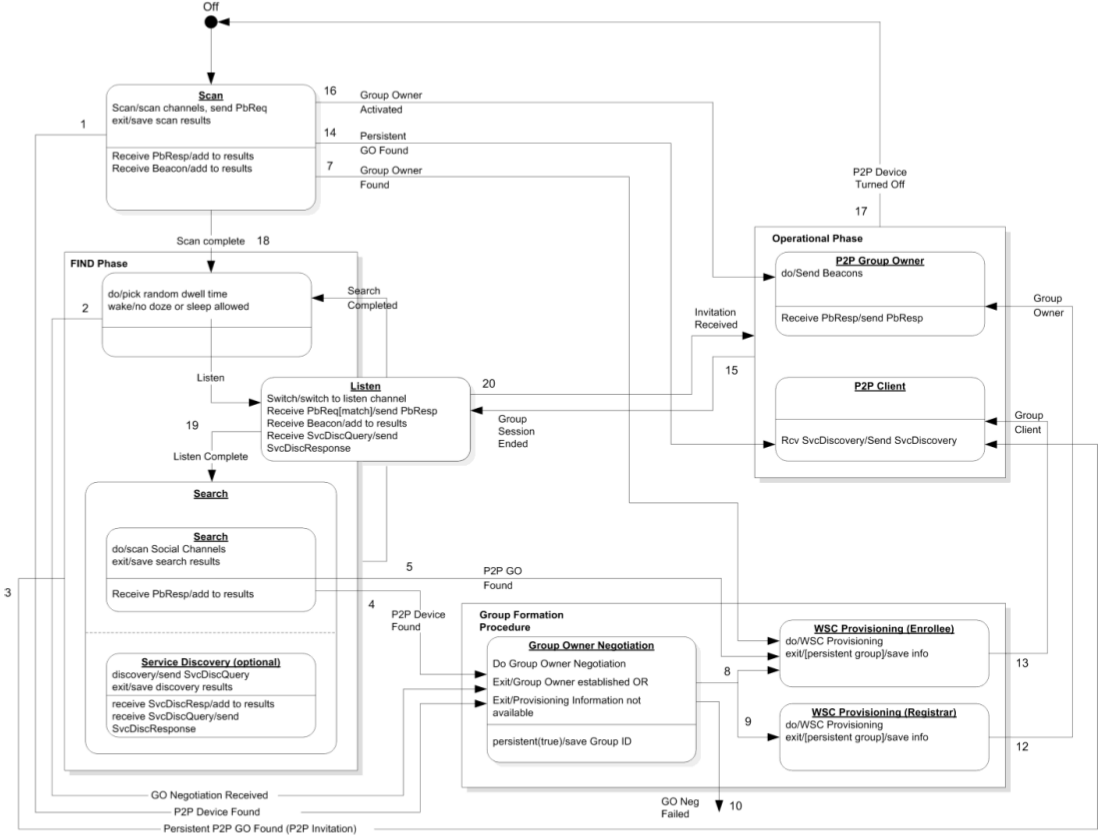 Off
Scan
Scan/scan channels, send PbReq
exit/save scan results
Receive PbResp/add to results
Receive Beacon/add to results
1
16
Group Owner
Activated
14
Persistent
GO Found
7
Group Owner
Found
P2P Device
Turned Off
17
Scan complete
18
FIND Phase
do/pick random dwell time
wake/no doze or sleep allowed
2
Search
Completed
Listen
Listen
Switch/switch to listen channel
Receive PbReq[match]/send PbResp
Receive Beacon/add to results
Receive SvcDiscQuery/send
SvcDiscResponse
19
Listen Complete
20
Invitation
Received
15
Group
Session
Ended
Operational Phase
P2P Group Owner
do/Send Beacons
Receive PbResp/send PbResp
Group
Owner
P2P Client
Rcv SvcDiscovery/Send SvcDiscovery
Group
Client
Search
Search
do/scan Social Channels
exit/save search results
Receive PbResp/add to results
3
5
P2P GO
Found
4
P2P Device
Found
Service Discovery (optional)
discovery/send SvcDiscQuery
exit/save discovery results
receive SvcDiscResp/add to results
receive SvcDiscQuery/send
SvcDiscResponse
Group Formation
Procedure
Group Owner Negotiation
Do Group Owner Negotiation
Exit/Group Owner established OR
Exit/Provisioning Information not
available
persistent(true)/save Group ID
8
9
WSC Provisioning (Enrollee)
do/WSC Provisioning
exit/[persistent group]/save info
13
WSC Provisioning (Registrar)
do/WSC Provisioning
exit/[persistent group]/save info
12
GO Neg
Failed
10
GO Negotiation Received
P2P Device Found
Persistent P2P GO Found (P2P Invitation)